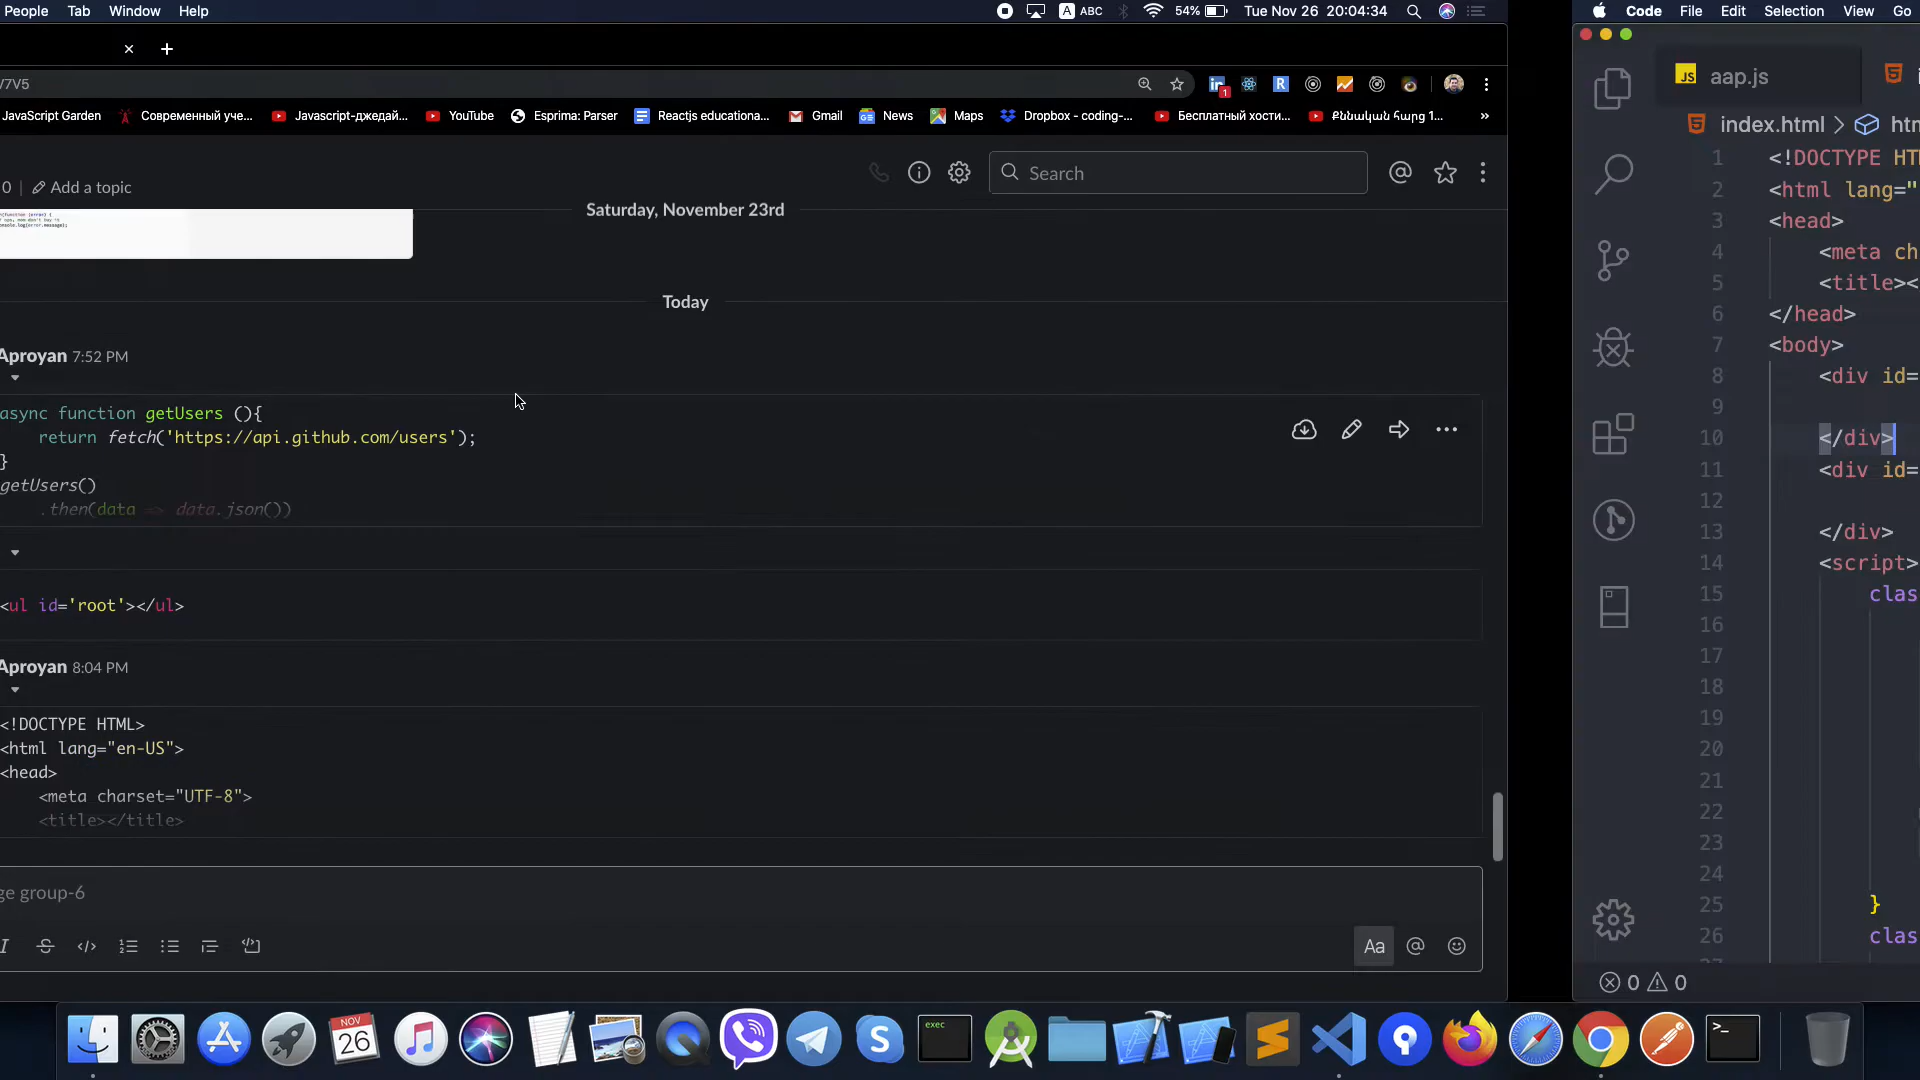 People Tab Window Help
ABC 54% Tue Nov 26 20:04:34
Code File Edit Selection View Go
/7V5
JavaScript Garden Современный уче... Javascript-джедай... YouTube Esprima: Parser Reactjs educationa... Gmail News Maps Dropbox - coding-... Бесплатный хости... Քննական հարց 1... »
0 | Add a topic
Search
Saturday, November 23rd
console.log(error.message);
Today
Aproyan 7:52 PM
async function getUsers (){
return fetch('https://api.github.com/users');
}
getUsers()
.then(data => data.json())
<ul id='root'></ul>
Aproyan 8:04 PM
<!DOCTYPE HTML>
<html lang="en-US">
<head>
<meta charset="UTF-8">
<title></title>
ge group-6
Aa
JS aap.js
index.html > htm
1 <!DOCTYPE HT
2 <html lang="
3 <head>
4 <meta ch
5 <title><
6 </head>
7 <body>
8 <div id=
9
10 </div>
11 <div id=
12
13 </div>
14 <script>
15 clas
16
17
18
19
20
21
22
23
24
25 }
26 clas
0 0
NOV
26
exec